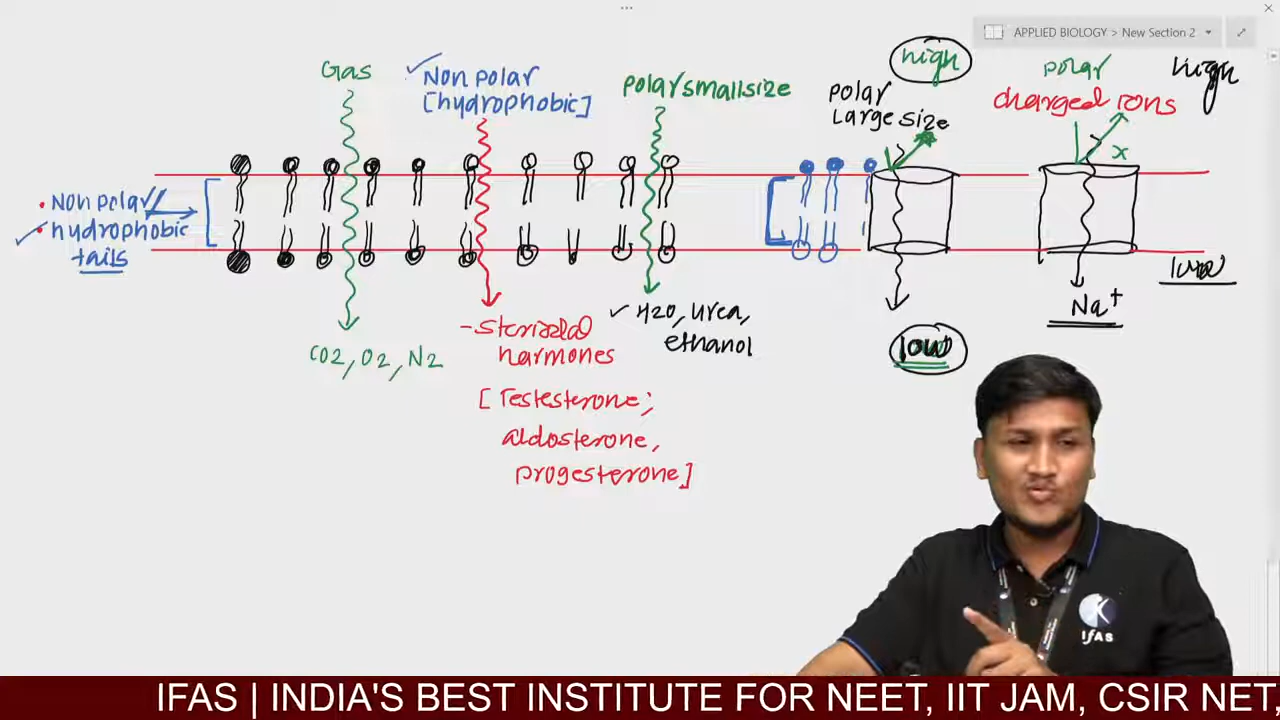 APPLIED BIOLOGY > New Section 2
Gas
Non polar
[hydrophobic]
polar small size
high
polar
Large size
polar
charged ions
high
x
• Non polar/
• hydrophobic
tails
low
Na+
CO2, O2, N2
- Steriodal
harmones
[Testesterone;
aldosterone,
progesterone]
H2O, urea,
ethanol
low
IFAS
IFAS | INDIA'S BEST INSTITUTE FOR NEET, IIT JAM, CSIR NET,